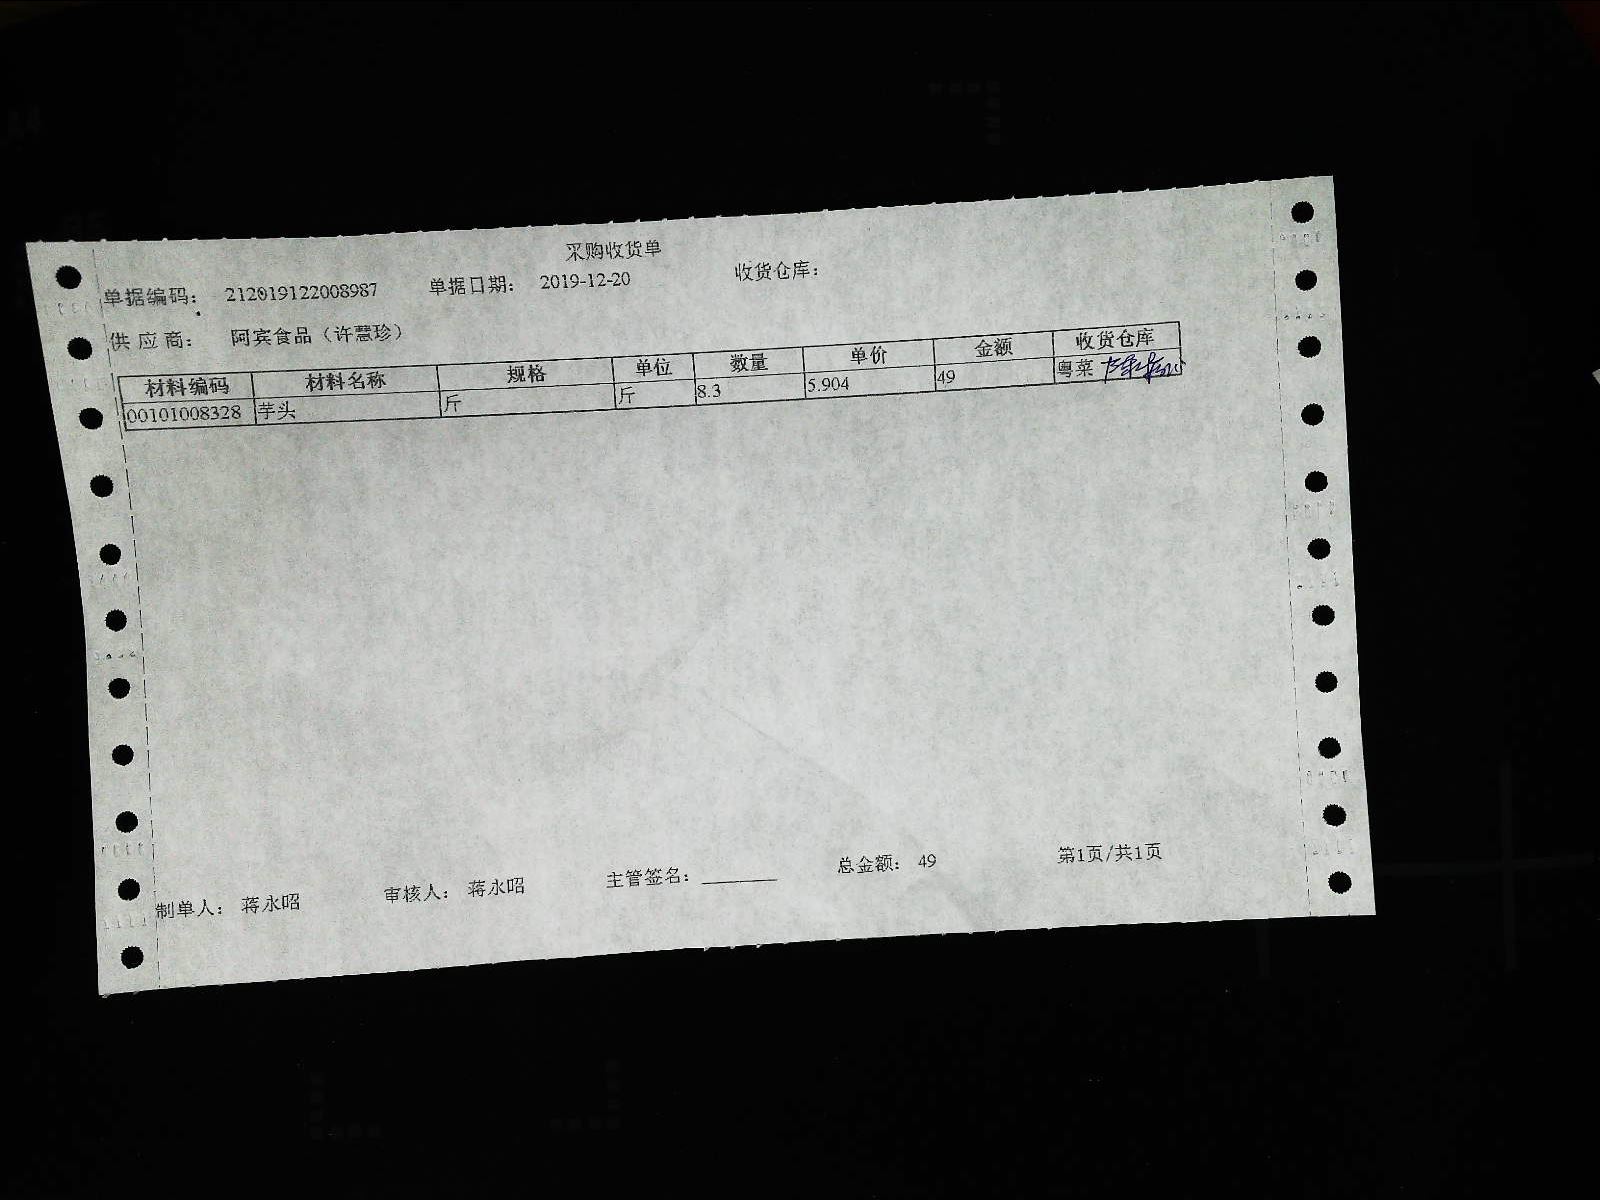 采购收货单
单据编码： 212019122008987 单据日期： 2019-12-20 收货仓库：
供应商： 阿宾食品（许慧珍）
材料编码 材料名称 规格 单位 数量 单价 金额 收货仓库
00101008328 芋头 斤 斤 8.3 5.904 49 粤菜
制单人： 蒋永昭 审核人： 蒋永昭 主管签名：________ 总金额： 49 第1页/共1页